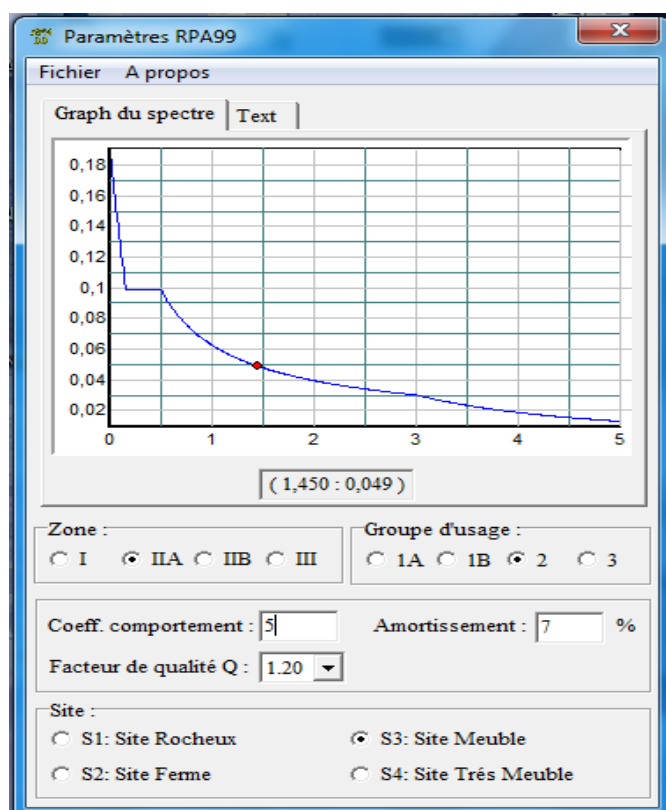 Paramètres RPA99
Fichier A propos
Graph du spectre Text
0,18
0,16
0,14
0,12
0,1
0,08
0,06
0,04
0,02
0 1 2 3 4 5
( 1,450 : 0,049 )
Zone : Groupe d'usage :
I IIA IIB III 1A 1B 2 3
Coeff. comportement : 5 Amortissement : 7 %
Facteur de qualité Q : 1.20
Site :
S1: Site Rocheux S3: Site Meuble
S2: Site Ferme S4: Site Trés Meuble